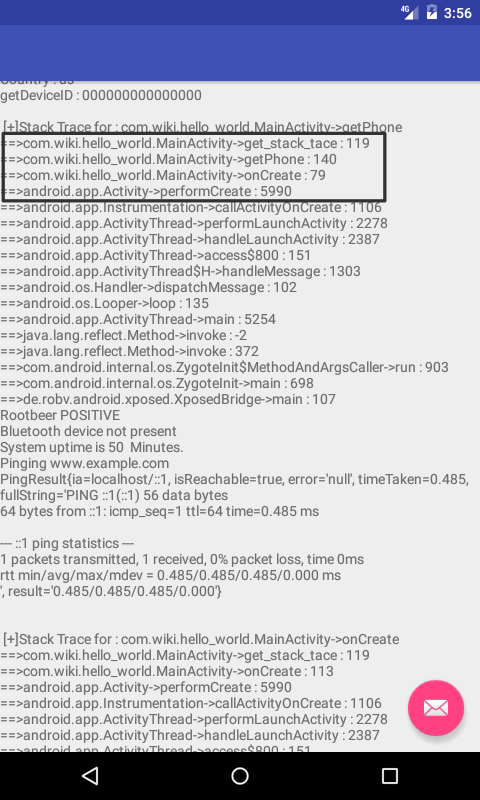 4G 3:56
Country : us
getDeviceID : 000000000000000
[+]Stack Trace for : com.wiki.hello_world.MainActivity->getPhone
==>com.wiki.hello_world.MainActivity->get_stack_tace : 119
==>com.wiki.hello_world.MainActivity->getPhone : 140
==>com.wiki.hello_world.MainActivity->onCreate : 79
==>android.app.Activity->performCreate : 5990
==>android.app.Instrumentation->callActivityOnCreate : 1106
==>android.app.ActivityThread->performLaunchActivity : 2278
==>android.app.ActivityThread->handleLaunchActivity : 2387
==>android.app.ActivityThread->access$800 : 151
==>android.app.ActivityThread$H->handleMessage : 1303
==>android.os.Handler->dispatchMessage : 102
==>android.os.Looper->loop : 135
==>android.app.ActivityThread->main : 5254
==>java.lang.reflect.Method->invoke : -2
==>java.lang.reflect.Method->invoke : 372
==>com.android.internal.os.ZygoteInit$MethodAndArgsCaller->run : 903
==>com.android.internal.os.ZygoteInit->main : 698
==>de.robv.android.xposed.XposedBridge->main : 107
Rootbeer POSITIVE
Bluetooth device not present
System uptime is 50  Minutes.
Pinging www.example.com
PingResult{ia=localhost/::1, isReachable=true, error='null', timeTaken=0.485,
fullString='PING ::1(::1) 56 data bytes
64 bytes from ::1: icmp_seq=1 ttl=64 time=0.485 ms
--- ::1 ping statistics ---
1 packets transmitted, 1 received, 0% packet loss, time 0ms
rtt min/avg/max/mdev = 0.485/0.485/0.485/0.000 ms
', result='0.485/0.485/0.485/0.000'}
[+]Stack Trace for : com.wiki.hello_world.MainActivity->onCreate
==>com.wiki.hello_world.MainActivity->get_stack_tace : 119
==>com.wiki.hello_world.MainActivity->onCreate : 113
==>android.app.Activity->performCreate : 5990
==>android.app.Instrumentation->callActivityOnCreate : 1106
==>android.app.ActivityThread->performLaunchActivity : 2278
==>android.app.ActivityThread->handleLaunchActivity : 2387
==>android.app.ActivityThread->access$800 : 151